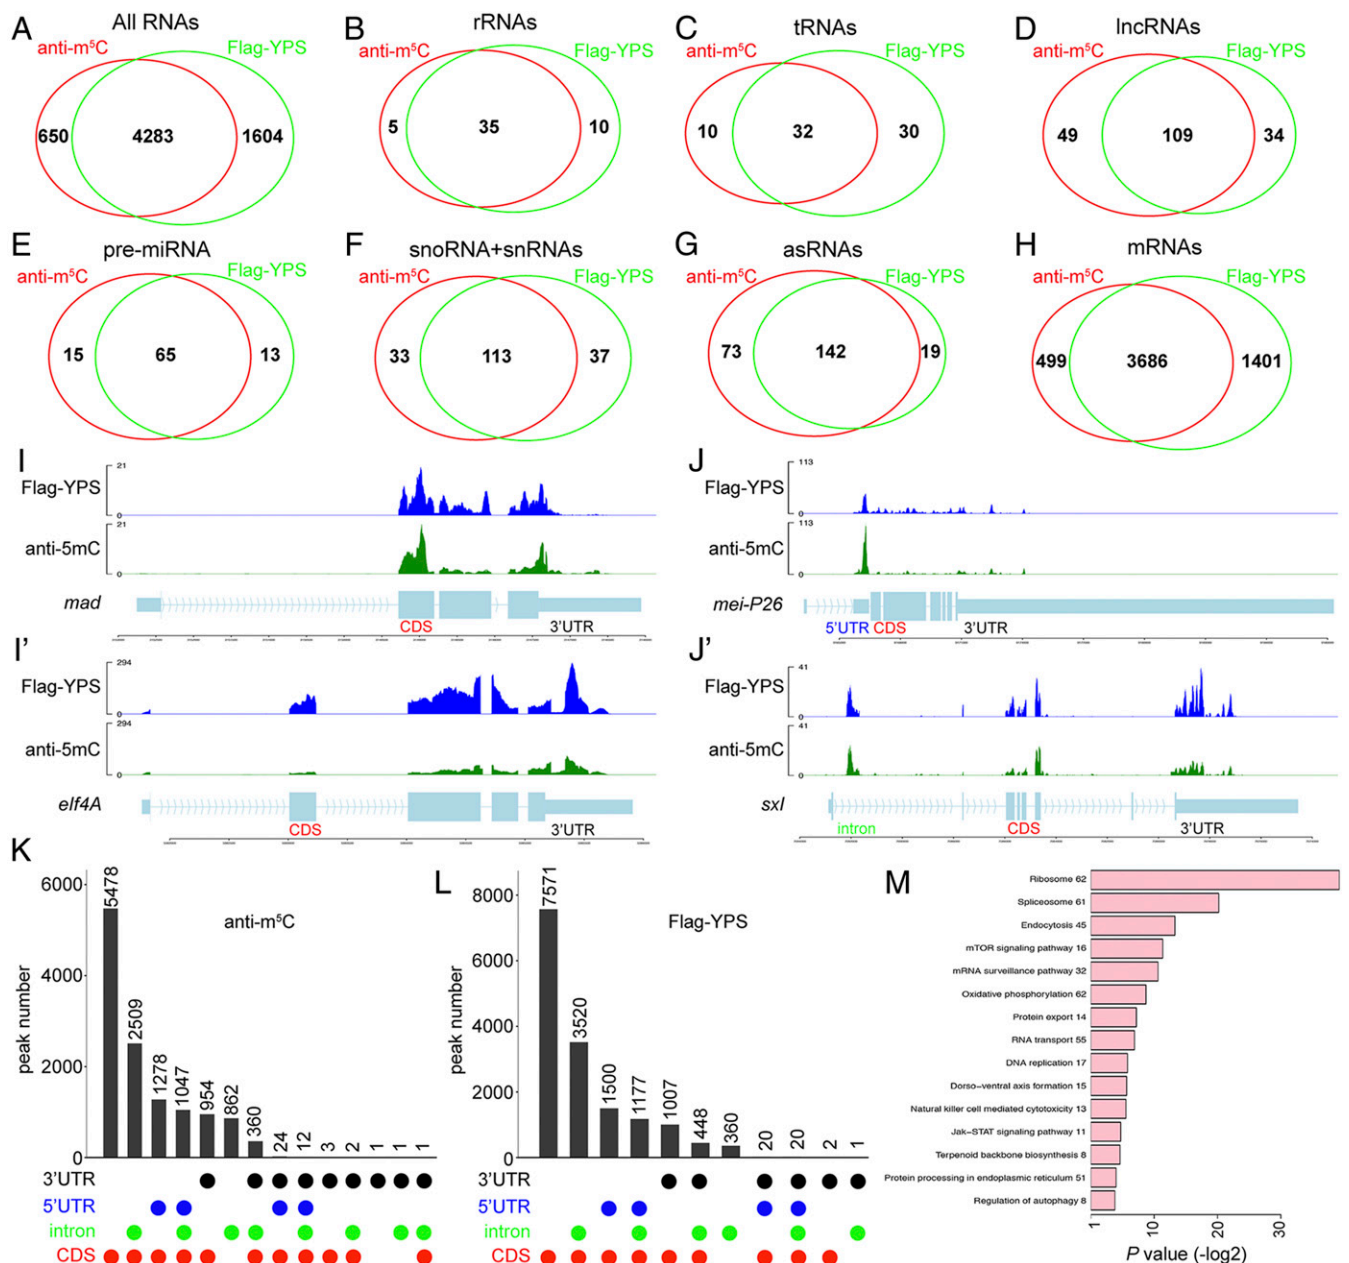 A All RNAs
anti-m⁵C Flag-YPS
650 4283 1604
B rRNAs
anti-m⁵C Flag-YPS
5 35 10
C tRNAs
anti-m⁵C Flag-YPS
10 32 30
D lncRNAs
anti-m⁵C Flag-YPS
49 109 34
E pre-miRNA
anti-m⁵C Flag-YPS
15 65 13
F snoRNA+snRNAs
anti-m⁵C Flag-YPS
33 113 37
G asRNAs
anti-m⁵C Flag-YPS
73 142 19
H mRNAs
anti-m⁵C Flag-YPS
499 3686 1401
I
21
Flag-YPS
0
21
anti-5mC
0
mad
CDS 3'UTR
J
113
Flag-YPS
0
113
anti-5mC
0
mei-P26
5'UTR CDS 3'UTR
I'
294
Flag-YPS
0
294
anti-5mC
0
eIf4A
CDS 3'UTR
J'
41
Flag-YPS
0
41
anti-5mC
0
sxl
intron CDS 3'UTR
K
anti-m⁵C
peak number
6000
4000
2000
0
5478 2509 1278 1047 954 862 360 24 12 3 2 1 1 1
3'UTR
5'UTR
intron
CDS
L
Flag-YPS
peak number
8000
6000
4000
2000
0
7571 3520 1500 1177 1007 448 360 20 20 2 1
3'UTR
5'UTR
intron
CDS
M
Ribosome 62
Spliceosome 61
Endocytosis 45
mTOR signaling pathway 16
mRNA surveillance pathway 32
Oxidative phosphorylation 62
Protein export 14
RNA transport 55
DNA replication 17
Dorso-ventral axis formation 15
Natural killer cell mediated cytotoxicity 13
Jak-STAT signaling pathway 11
Terpenoid backbone biosynthesis 8
Protein processing in endoplasmic reticulum 51
Regulation of autophagy 8
1 10 20 30
P value (-log2)